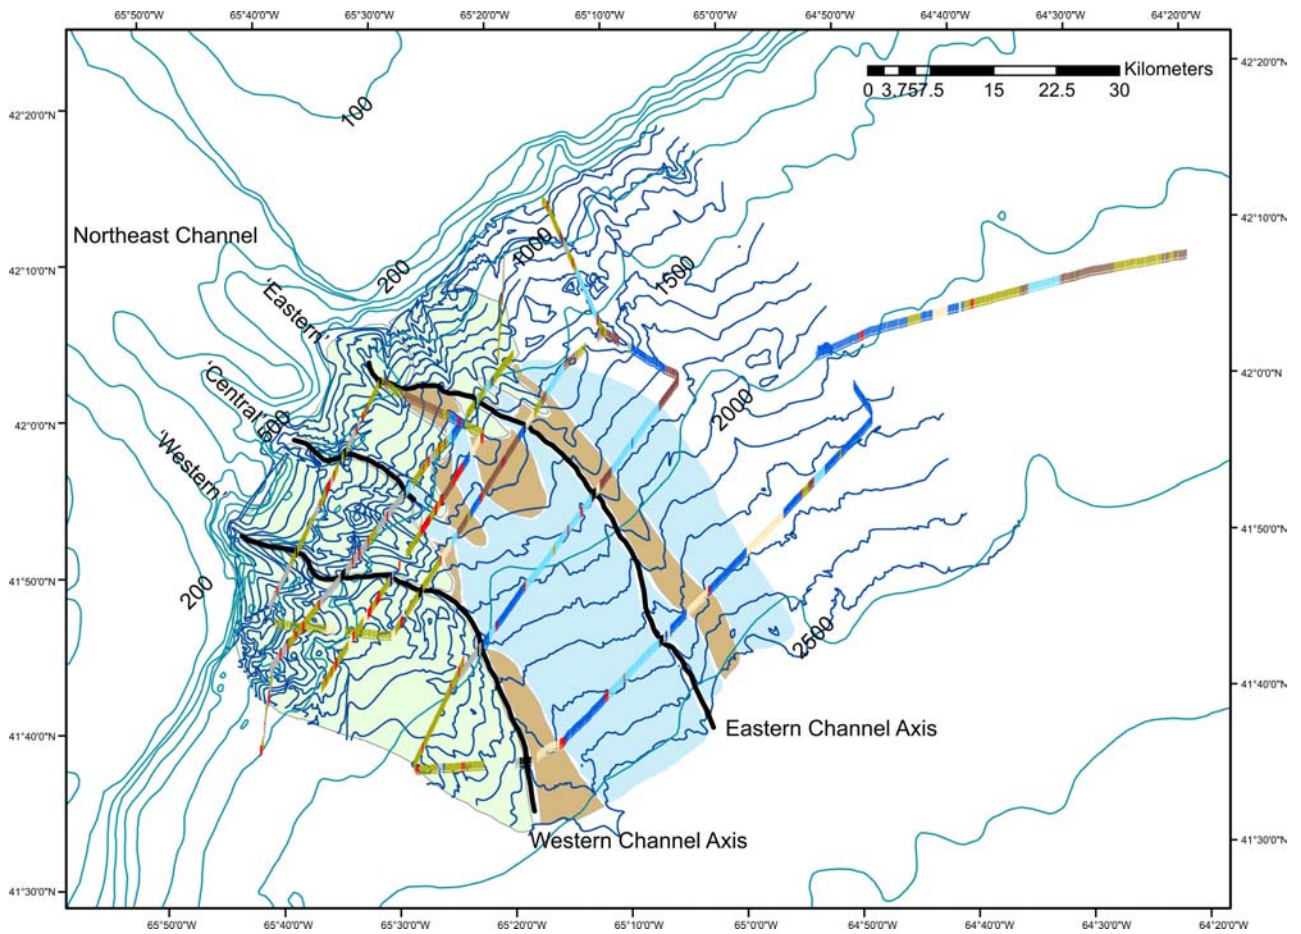 65°50'0"W 65°40'0"W 65°30'0"W 65°20'0"W 65°10'0"W 65°0'0"W 64°50'0"W 64°40'0"W 64°30'0"W 64°20'0"W
Kilometers
0 3.757.5 15 22.5 30
42°20'0"N
42°20'0"N
100
Northeast Channel
42°10'0"N
42°10'0"N
1000
200
1500
'Eastern'
'Central'
'Western'
500
2000
42°0'0"N
42°0'0"N
41°50'0"N
41°50'0"N
200
2500
41°40'0"N
41°40'0"N
Eastern Channel Axis
Western Channel Axis
41°30'0"N
41°30'0"N
65°50'0"W 65°40'0"W 65°30'0"W 65°20'0"W 65°10'0"W 65°0'0"W 64°50'0"W 64°40'0"W 64°30'0"W 64°20'0"W